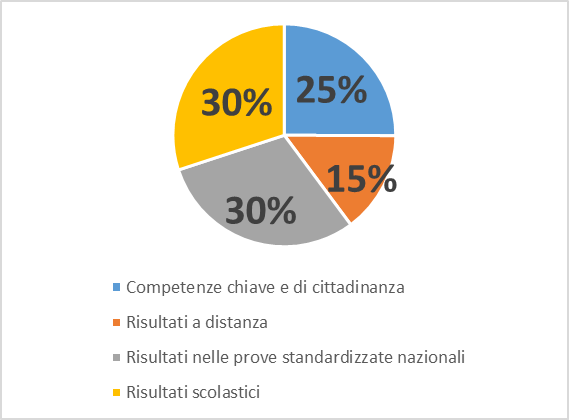 30%
25%
15%
30%
Competenze chiave e di cittadinanza
Risultati a distanza
Risultati nelle prove standardizzate nazionali
Risultati scolastici